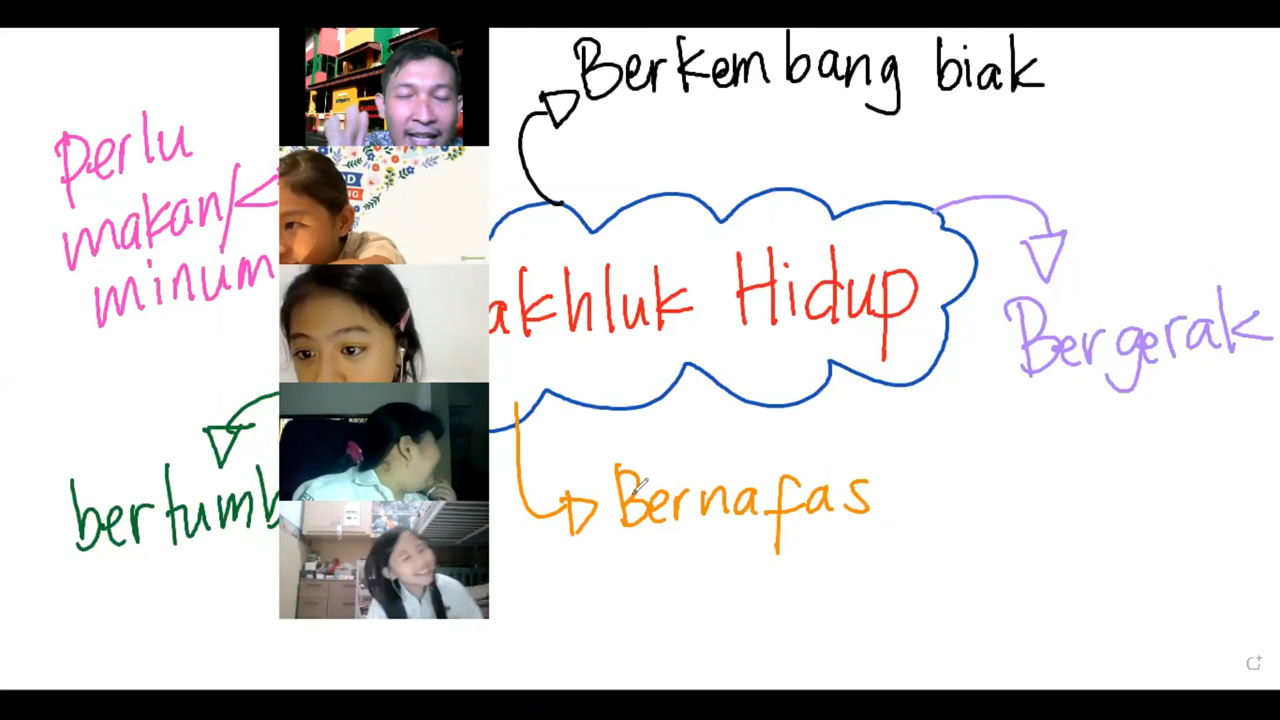 Berkembang biak
perlu
makan/
minum
akhluk Hidup
Bergerak
bertumb
Bernafas